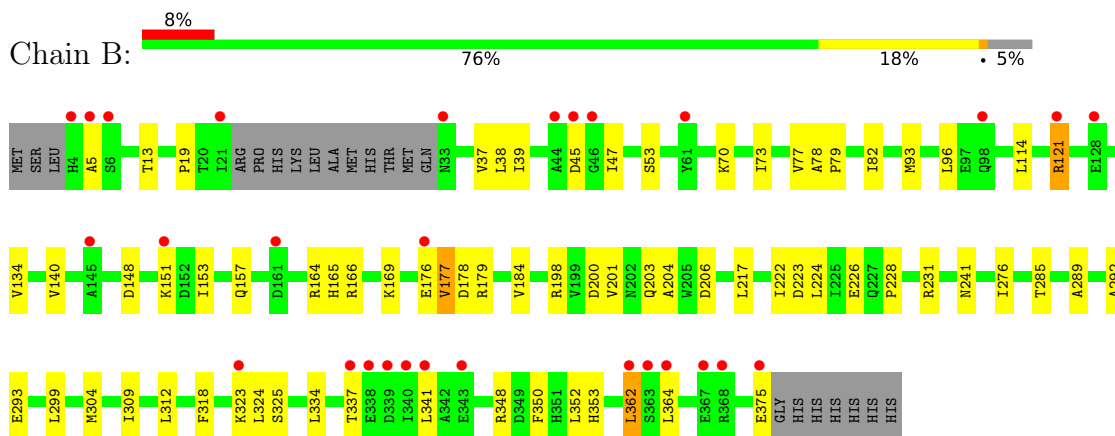 8%
Chain B:
76% 18% • 5%
MET SER LEU H4 A5 S6 T13 P19 T20 I21 ARG PRO HIS LYS LEU ALA MET HIS THR MET GLN N33 V37 L38 I39 A44 D45 G46 I47 S53 Y61 K70 I73 V77 A78 P79 I82 M93 L96 E97 Q98 L114 R121 E128
V134 V140 A145 D148 K151 D152 I153 Q157 D161 R164 H165 R166 K169 E176 V177 D178 R179 V184 R198 V199 D200 V201 N202 Q203 A204 W205 D206 L217 I222 D223 L224 I225 E226 Q227 P228 R231 N241 I276 T285 A289 A292
E293 L299 M304 I309 L312 F318 K323 L324 S325 L334 T337 E338 D339 I340 L341 A342 E343 R348 D349 F350 H351 L352 H353 L362 S363 L364 E367 R368 E375 GLY HIS HIS HIS HIS HIS HIS